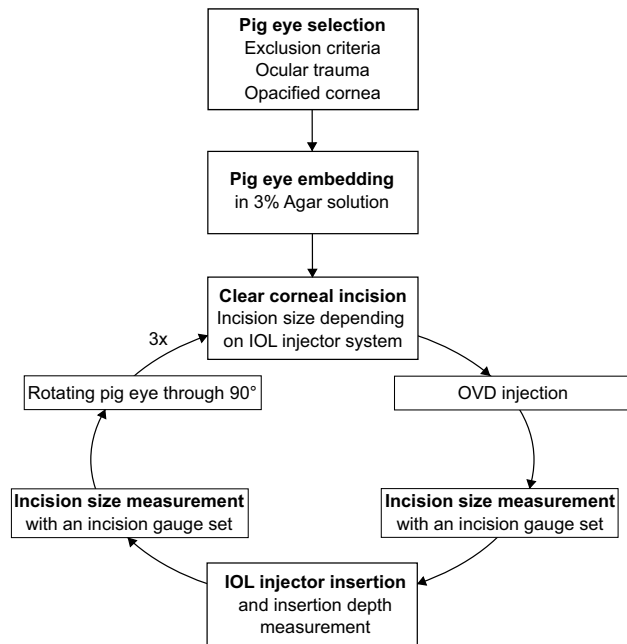 Pig eye selection
Exclusion criteria
Ocular trauma
Opacified cornea
Pig eye embedding
in 3% Agar solution
Clear corneal incision
Incision size depending
on IOL injector system
3x
Rotating pig eye through 90°
OVD injection
Incision size measurement
with an incision gauge set
Incision size measurement
with an incision gauge set
IOL injector insertion
and insertion depth
measurement